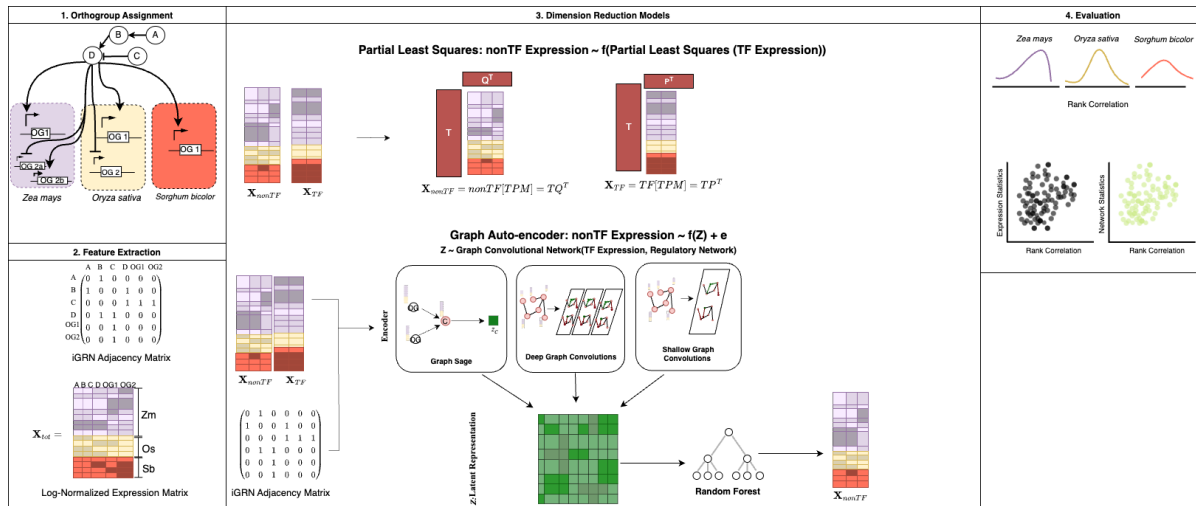 1. Orthogroup Assignment
A
B
C
D
OG1
OG 2a
OG 2b
OG 1
OG 2
OG 1
Zea mays
Oryza sativa
Sorghum bicolor
2. Feature Extraction
A B C D OG1 OG2
A 0 1 0 0 0 0
B 1 0 0 1 0 0
C 0 0 0 1 1 1
D 0 1 1 0 0 0
OG1 0 0 1 0 0 0
OG2 0 0 1 0 0 0
iGRN Adjacency Matrix
A B C D OG1 OG2
X_tot =
Zm
Os
Sb
Log-Normalized Expression Matrix
3. Dimension Reduction Models
Partial Least Squares: nonTF Expression ~ f(Partial Least Squares (TF Expression))
X_nonTF
X_TF
Q^T
T
X_nonTF = nonTF[TPM] = TQ^T
P^T
T
X_TF = TF[TPM] = TP^T
Graph Auto-encoder: nonTF Expression ~ f(Z) + e
Z ~ Graph Convolutional Network(TF Expression, Regulatory Network)
X_nonTF
X_TF
0 1 0 0 0 0
1 0 0 1 0 0
0 0 0 1 1 1
0 1 1 0 0 0
0 0 1 0 0 0
0 0 1 0 0 0
iGRN Adjacency Matrix
Encoder
OG
OG
C
z_C
Graph Sage
Deep Graph Convolutions
Shallow Graph
Convolutions
Z:Latent Representation
Random Forest
X_nonTF
4. Evaluation
Zea mays
Oryza sativa
Sorghum bicolor
Rank Correlation
Expression Statistics
Rank Correlation
Network Statistics
Rank Correlation